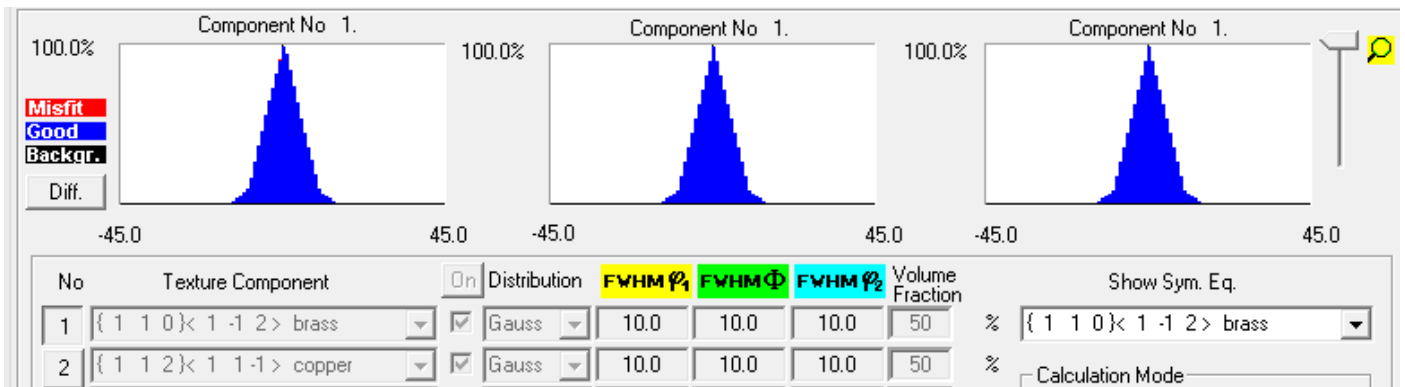 Component No 1.
Component No 1.
Component No 1.
100.0%
100.0%
100.0%
Misfit
Good
Backgr.
Diff.
-45.0 45.0
-45.0 45.0
-45.0 45.0
No Texture Component On Distribution FWHM φ1 FWHM Φ FWHM φ2 Volume Fraction Show Sym. Eq.
1 { 1 1 0}< 1 -1 2> brass Gauss 10.0 10.0 10.0 50 % { 1 1 0}< 1 -1 2> brass
2 { 1 1 2}< 1 1 -1> copper Gauss 10.0 10.0 10.0 50 %
Calculation Mode